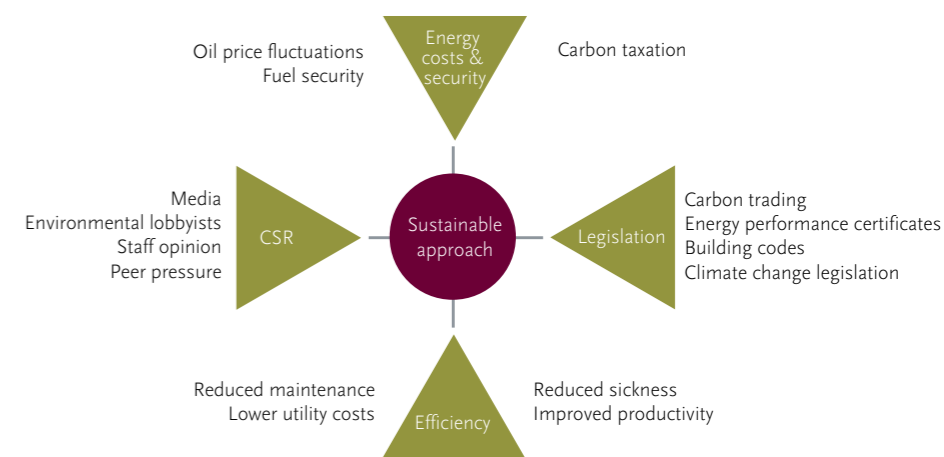 Oil price fluctuations
Fuel security
Energy
costs &
security
Carbon taxation
Media
Environmental lobbyists
Staff opinion
Peer pressure
CSR
Sustainable
approach
Legislation
Carbon trading
Energy performance certificates
Building codes
Climate change legislation
Reduced maintenance
Lower utility costs
Efficiency
Reduced sickness
Improved productivity